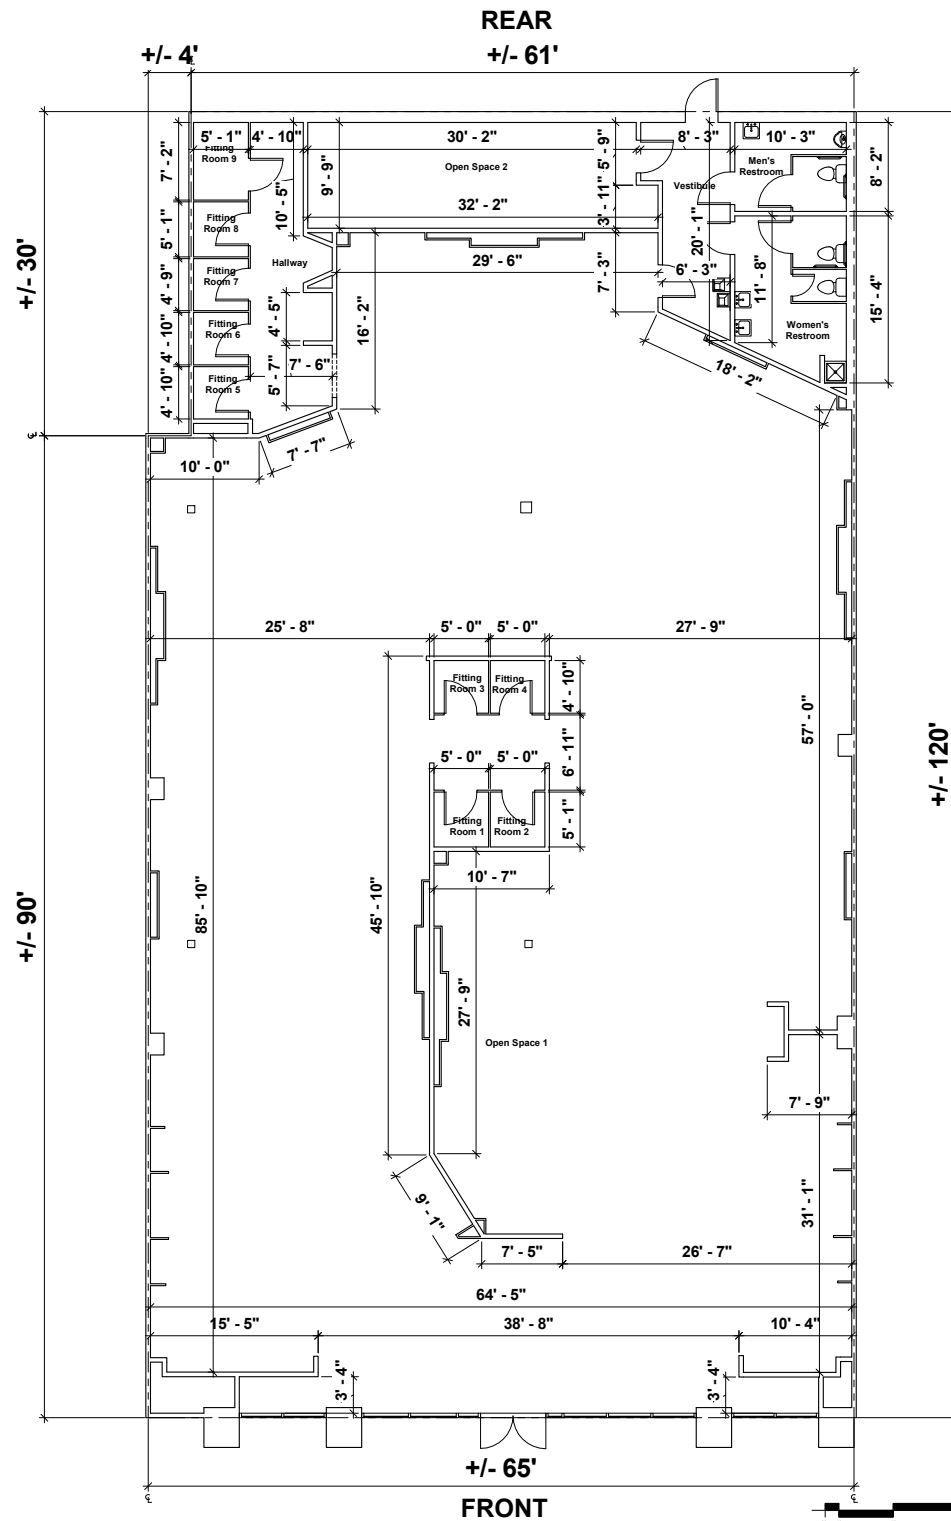 REAR
+/- 4'
+/- 61'
5' - 1"
4' - 10"
30' - 2"
8' - 3"
10' - 3"
Fitting
Room 9
Open Space 2
Men's
Restroom
Vestibule
7' - 2"
9' - 9"
5' - 9"
8' - 2"
10' - 5"
3' - 11"
32' - 2"
Fitting
Room 8
5' - 1"
20' - 1"
Hallway
29' - 6"
7' - 3"
6' - 3"
11' - 8"
+/- 30'
Fitting
Room 7
4' - 9"
4' - 5"
16' - 2"
15' - 4"
Fitting
Room 6
4' - 10"
Women's
Restroom
5' - 7"
7' - 6"
18' - 2"
Fitting
Room 5
4' - 10"
7' - 7"
10' - 0"
25' - 8"
5' - 0"
5' - 0"
27' - 9"
Fitting
Room 3
Fitting
Room 4
4' - 10"
57' - 0"
6' - 11"
+/- 120'
5' - 0"
5' - 0"
Fitting
Room 1
Fitting
Room 2
5' - 1"
10' - 7"
+/- 90'
85' - 10"
45' - 10"
27' - 9"
Open Space 1
7' - 9"
9' - 1"
31' - 1"
7' - 5"
26' - 7"
64' - 5"
15' - 5"
38' - 8"
10' - 4"
3' - 4"
3' - 4"
+/- 65'
FRONT